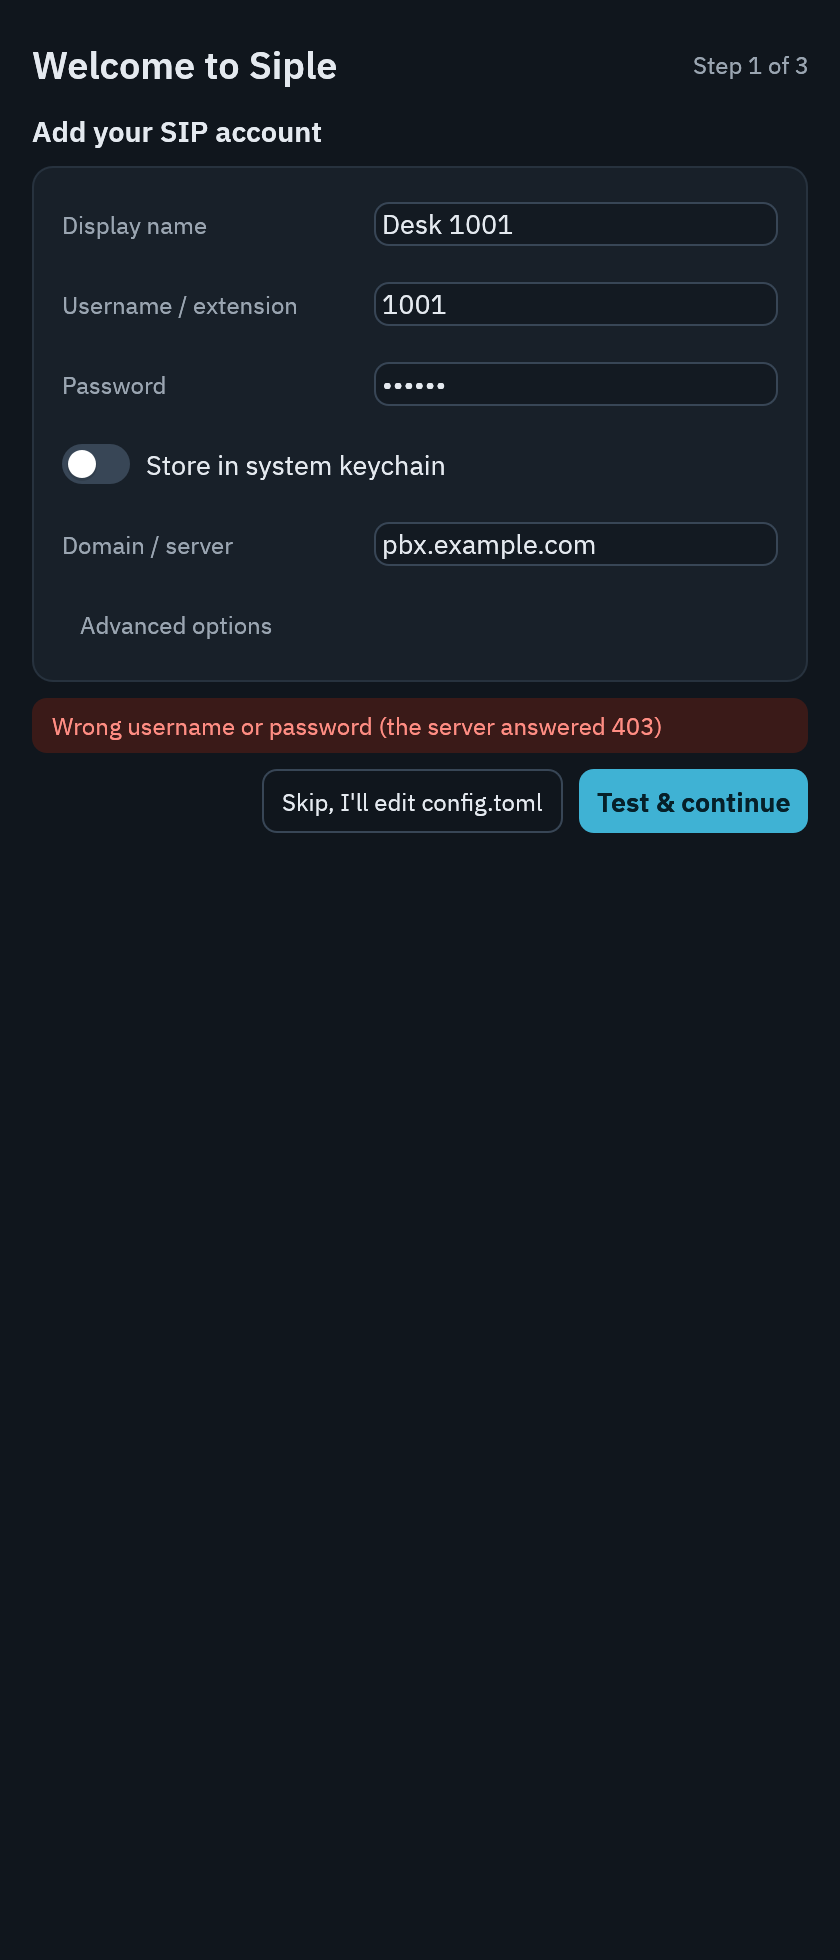 Welcome to Siple
Step 1 of 3
Add your SIP account
Display name
Desk 1001
Username / extension
1001
Password
••••••
Store in system keychain
Domain / server
pbx.example.com
Advanced options
Wrong username or password (the server answered 403)
Skip, I'll edit config.toml
Test & continue